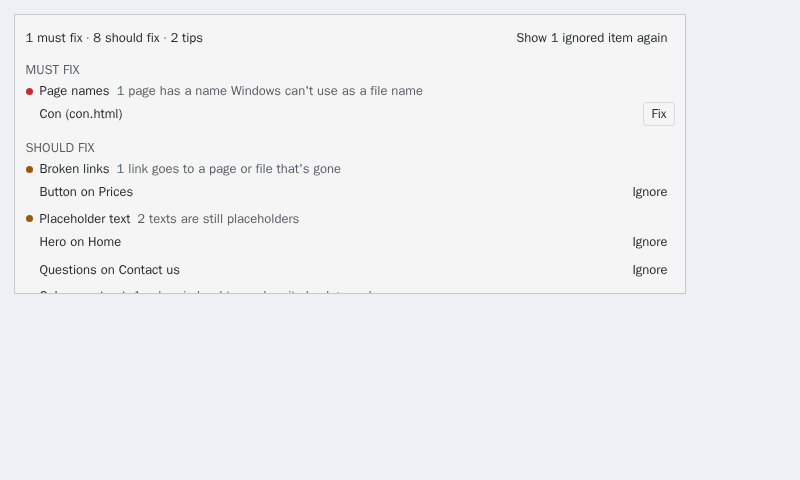 1 must fix · 8 should fix · 2 tips
Show 1 ignored item again
MUST FIX
Page names 1 page has a name Windows can't use as a file name
Con (con.html)
Fix
SHOULD FIX
Broken links 1 link goes to a page or file that's gone
Button on Prices
Ignore
Placeholder text 2 texts are still placeholders
Hero on Home
Ignore
Questions on Contact us
Ignore